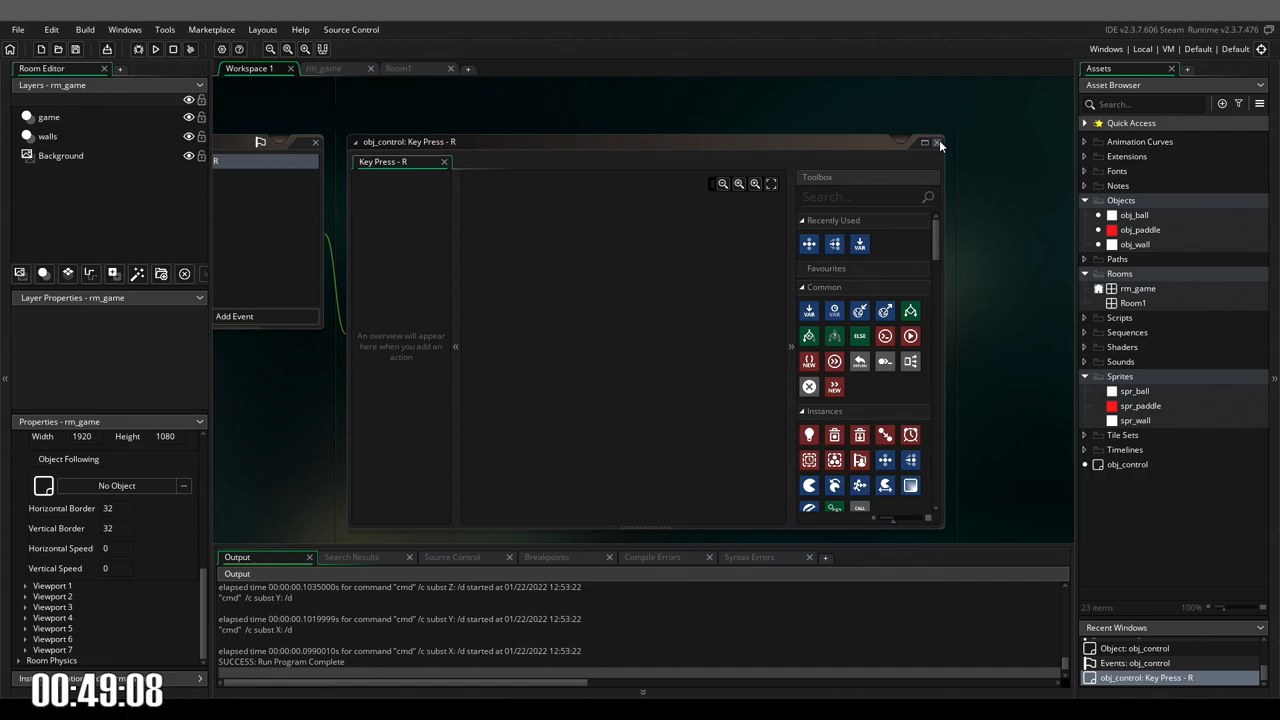 File Edit Build Windows Tools Marketplace Layouts Help Source Control IDE v2.3.7.606 Steam Runtime v2.3.7.476
Windows | Local | VM | Default | Default
Room Editor
Layers - rm_game
game
walls
Background
Layer Properties - rm_game
Properties - rm_game
Width 1920 Height 1080
Object Following
No Object
Horizontal Border 32
Vertical Border 32
Horizontal Speed 0
Vertical Speed 0
Viewport 1
Viewport 2
Viewport 3
Viewport 4
Viewport 5
Viewport 6
Viewport 7
Room Physics
00:49:08
Workspace 1 rm_game Room1
R
Add Event
obj_control: Key Press - R
Key Press - R
An overview will appear
here when you add an
action
Toolbox
Search...
Recently Used
VAR
Favourites
Common
VAR VAR
ELSE
NEW RETURN
NEW
Instances
CALL
Output Search Results Source Control Breakpoints Compile Errors Syntax Errors
Output
elapsed time 00:00:00.1035000s for command "cmd" /c subst Z: /d started at 01/22/2022 12:53:22
"cmd" /c subst Y: /d
elapsed time 00:00:00.1019999s for command "cmd" /c subst Y: /d started at 01/22/2022 12:53:22
"cmd" /c subst X: /d
elapsed time 00:00:00.0990010s for command "cmd" /c subst X: /d started at 01/22/2022 12:53:22
SUCCESS: Run Program Complete
Assets
Asset Browser
Search...
Quick Access
Animation Curves
Extensions
Fonts
Notes
Objects
obj_ball
obj_paddle
obj_wall
Paths
Rooms
rm_game
Room1
Scripts
Sequences
Shaders
Sounds
Sprites
spr_ball
spr_paddle
spr_wall
Tile Sets
Timelines
obj_control
23 items 100%
Recent Windows
Object: obj_control
Events: obj_control
obj_control: Key Press - R